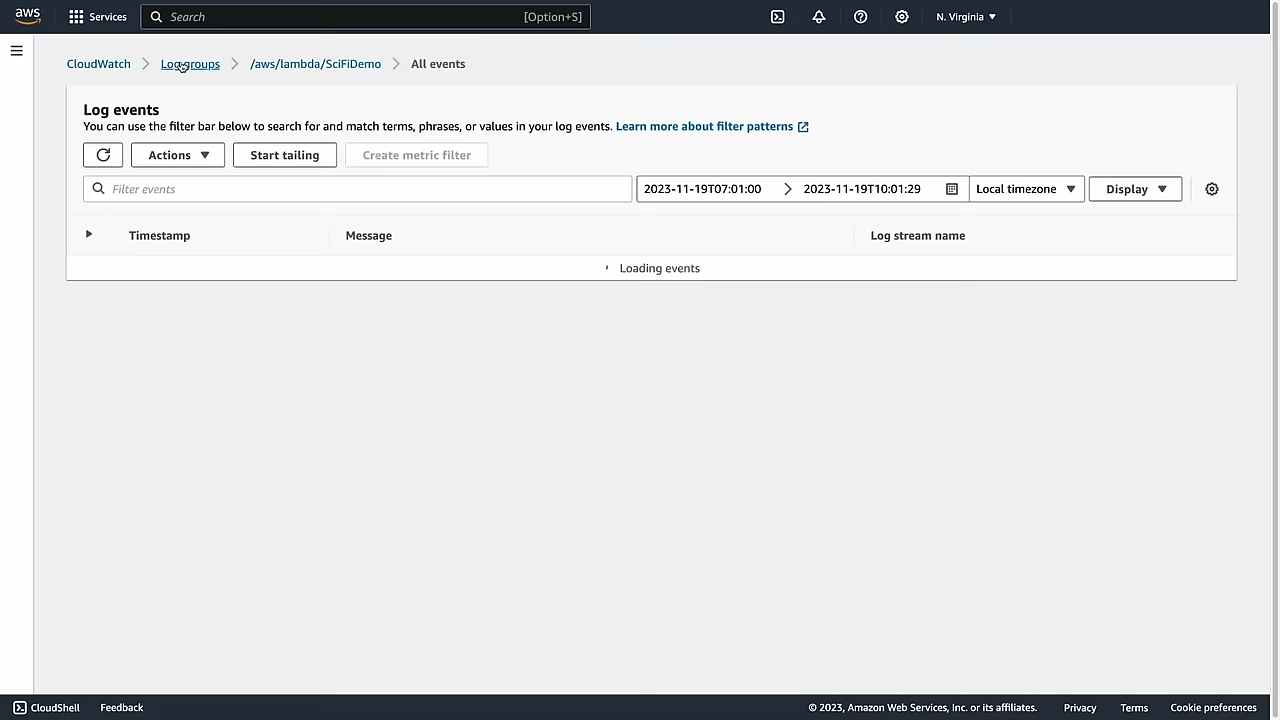 aws Services Search [Option+S] N. Virginia
CloudWatch Log groups /aws/lambda/SciFiDemo All events
Log events
You can use the filter bar below to search for and match terms, phrases, or values in your log events. Learn more about filter patterns
Actions Start tailing Create metric filter
Filter events 2023-11-19T07:01:00 2023-11-19T10:01:29 Local timezone Display
Timestamp Message Log stream name
Loading events
CloudShell Feedback © 2023, Amazon Web Services, Inc. or its affiliates. Privacy Terms Cookie preferences